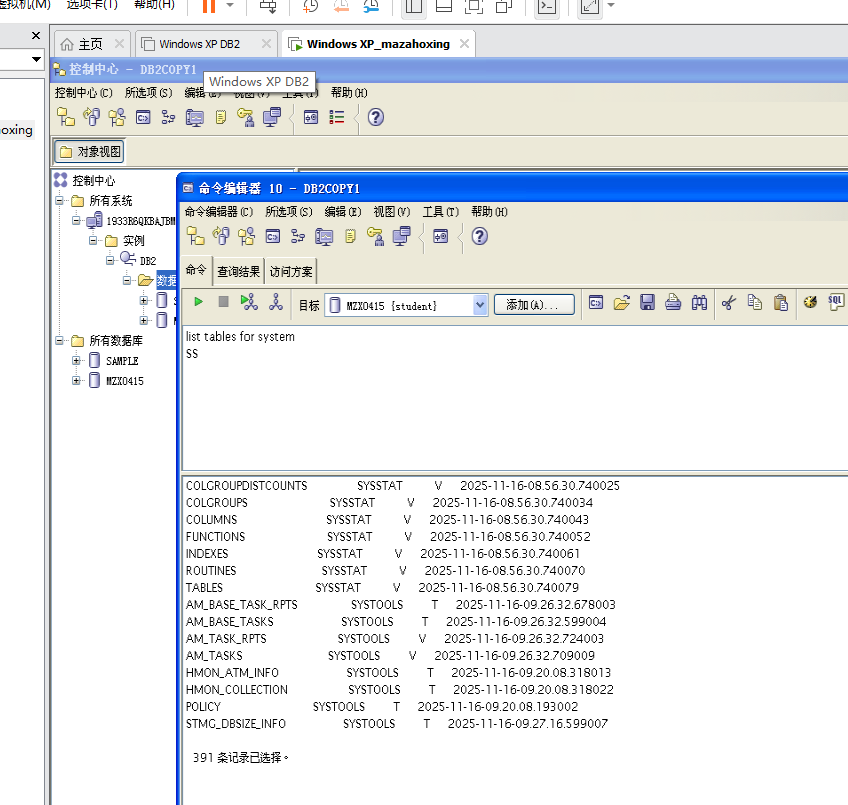 选项卡(T)
帮助(H)
主页
Windows XP DB2
Windows XP_mazahoxing
控制中心 - DB2COPY1
Windows XP DB2
控制中心(C) 所选项(S) 帮助(H)
oxing
对象视图
控制中心
所有系统
实例
DB2
所有数据库
SAMPLE
MZX0415
命令编辑器 10 - DB2COPY1
命令编辑器(C) 所选项(S) 编辑(E) 视图(V) 工具(T) 帮助(H)
命令 查询结果 访问方案
目标 MZX0415 {student} 添加(A)...
list tables for system
SS
COLGROUPDISTCOUNTS SYSSTAT V 2025-11-16-08.56.30.740025
COLGROUPS SYSSTAT V 2025-11-16-08.56.30.740034
COLUMNS SYSSTAT V 2025-11-16-08.56.30.740043
FUNCTIONS SYSSTAT V 2025-11-16-08.56.30.740052
INDEXES SYSSTAT V 2025-11-16-08.56.30.740061
ROUTINES SYSSTAT V 2025-11-16-08.56.30.740070
TABLES SYSSTAT V 2025-11-16-08.56.30.740079
AM_BASE_TASK_RPTS SYSTOOLS T 2025-11-16-09.26.32.678003
AM_BASE_TASKS SYSTOOLS T 2025-11-16-09.26.32.599004
AM_TASK_RPTS SYSTOOLS V 2025-11-16-09.26.32.724003
AM_TASKS SYSTOOLS V 2025-11-16-09.26.32.709009
HMON_ATM_INFO SYSTOOLS T 2025-11-16-09.20.08.318013
HMON_COLLECTION SYSTOOLS T 2025-11-16-09.20.08.318022
POLICY SYSTOOLS T 2025-11-16-09.20.08.193002
STMG_DBSIZE_INFO SYSTOOLS T 2025-11-16-09.27.16.599007
391 条记录已选择。